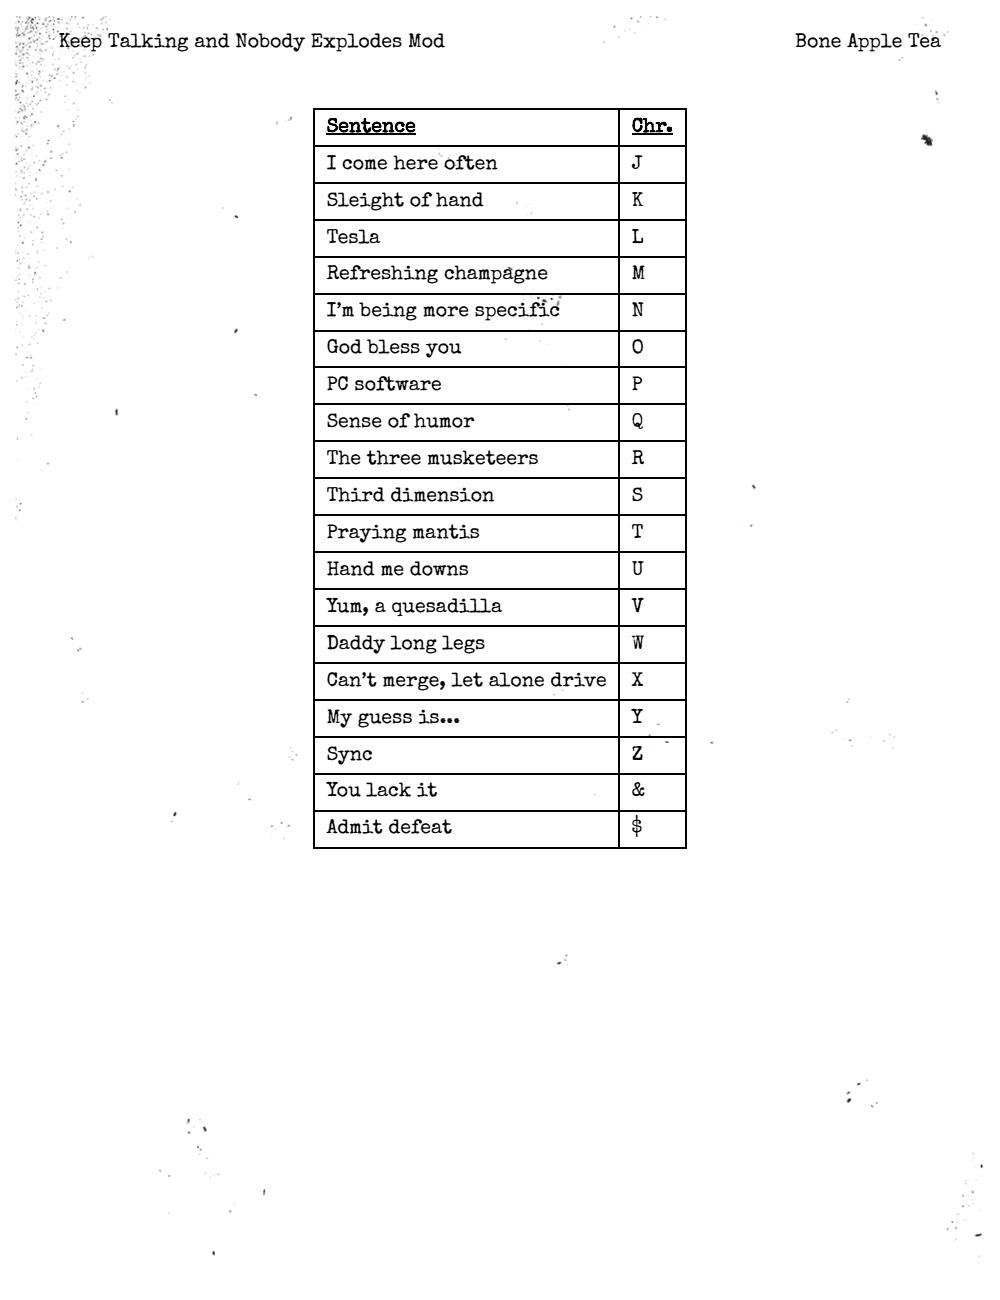 Keep Talking and Nobody Explodes Mod Bone Apple Tea
Sentence Chr.
I come here often J
Sleight of hand K
Tesla L
Refreshing champagne M
I'm being more specific N
God bless you O
PC software P
Sense of humor Q
The three musketeers R
Third dimension S
Praying mantis T
Hand me downs U
Yum, a quesadilla V
Daddy long legs W
Can't merge, let alone drive X
My guess is... Y
Sync Z
You lack it &
Admit defeat $